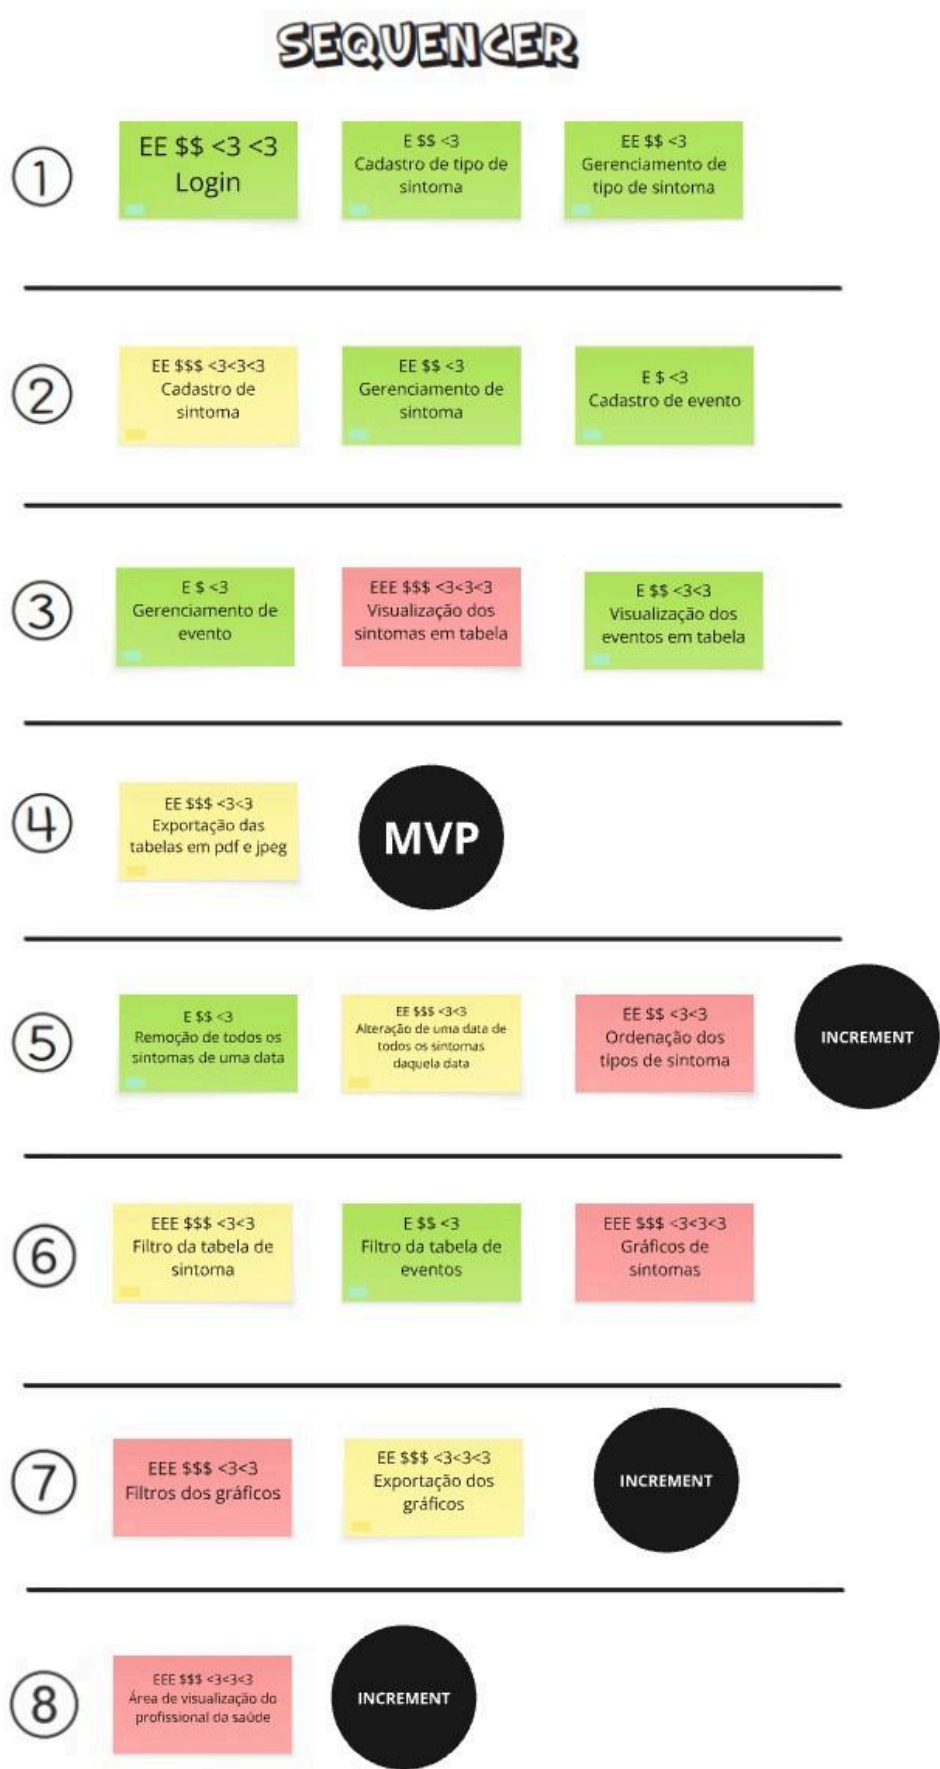 SEQUENCER
1
EE $$ <3 <3
Login
E $$ <3
Cadastro de tipo de
sintoma
EE $$ <3
Gerenciamento de
tipo de sintoma
2
EE $$$ <3<3<3
Cadastro de
sintoma
EE $$ <3
Gerenciamento de
sintoma
E $ <3
Cadastro de evento
3
E $ <3
Gerenciamento de
evento
EEE $$$ <3<3<3
Visualização dos
sintomas em tabela
E $$ <3<3
Visualização dos
eventos em tabela
4
EE $$$ <3<3
Exportação das
tabelas em pdf e jpeg
MVP
5
E $$ <3
Remoção de todos os
sintomas de uma data
EE $$$ <3<3
Alteração de uma data de
todos os sintomas
daquela data
EE $$ <3<3
Ordenação dos
tipos de sintoma
INCREMENT
6
EEE $$$ <3<3
Filtro da tabela de
sintoma
E $$ <3
Filtro da tabela de
eventos
EEE $$$ <3<3<3
Gráficos de
sintomas
7
EEE $$$ <3<3
Filtros dos gráficos
EE $$$ <3<3<3
Exportação dos
gráficos
INCREMENT
8
EEE $$$ <3<3<3
Área de visualização do
profissional da saúde
INCREMENT